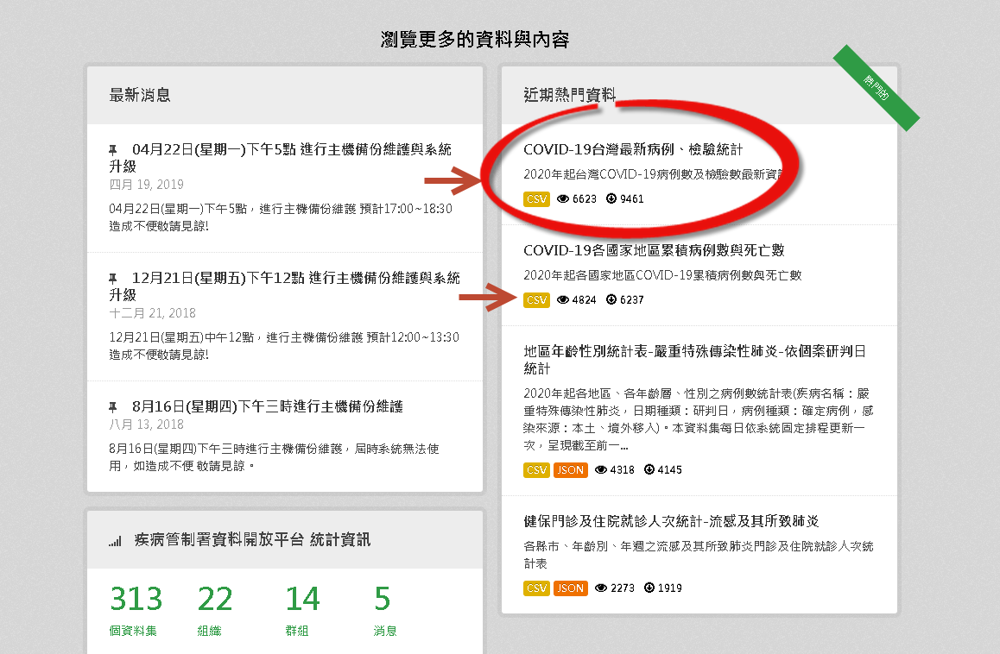 瀏覽更多的資料與內容
最新消息
04月22日(星期一)下午5點 進行主機備份維護與系統
升級
四月 19, 2019
04月22日(星期一)下午5點，進行主機備份維護 預計17:00~18:30
造成不便敬請見諒!
12月21日(星期五)下午12點 進行主機備份維護與系統
升級
十二月 21, 2018
12月21日(星期五)中午12點，進行主機備份維護 預計12:00~13:30
造成不便敬請見諒!
8月16日(星期四)下午三時進行主機備份維護
八月 13, 2018
8月16日(星期四)下午三時進行主機備份維護，屆時系統無法使
用，如造成不便 敬請見諒。
疾病管制署資料開放平台 統計資訊
313 22 14 5
個資料集 組織 群組 消息
近期熱門資料
熱門的
COVID-19台灣最新病例、檢驗統計
2020年起台灣COVID-19病例數及檢驗數最新資
CSV 6623 9461
COVID-19各國家地區累積病例數與死亡數
2020年起各國家地區COVID-19累積病例數與死亡數
CSV 4824 6237
地區年齡性別統計表-嚴重特殊傳染性肺炎-依個案研判日
統計
2020年起各地區、各年齡層、性別之病例數統計表(疾病名稱：嚴
重特殊傳染性肺炎，日期種類：研判日，病例種類：確定病例，感
染來源：本土、境外移入)。本資料集每日依系統固定排程更新一
次，呈現截至前一...
CSV JSON 4318 4145
健保門診及住院就診人次統計-流感及其所致肺炎
各縣市、年齡別、年週之流感及其所致肺炎門診及住院就診人次統
計表
CSV JSON 2273 1919